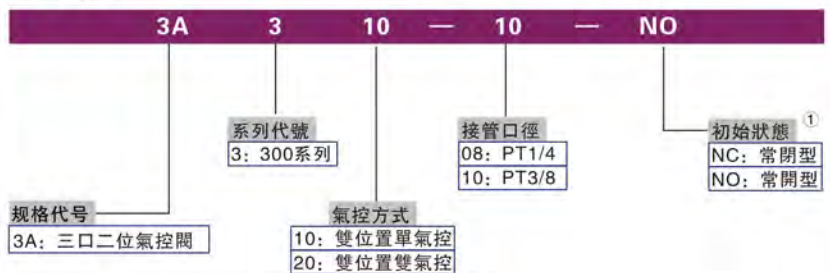 3A 3 10 — 10 — NO
系列代號
3：300系列
接管口徑
08：PT1/4
10：PT3/8
初始狀態 ①
NC：常閉型
NO：常開型
规格代号
3A：三口二位氣控閥
氣控方式
10：雙位置單氣控
20：雙位置雙氣控